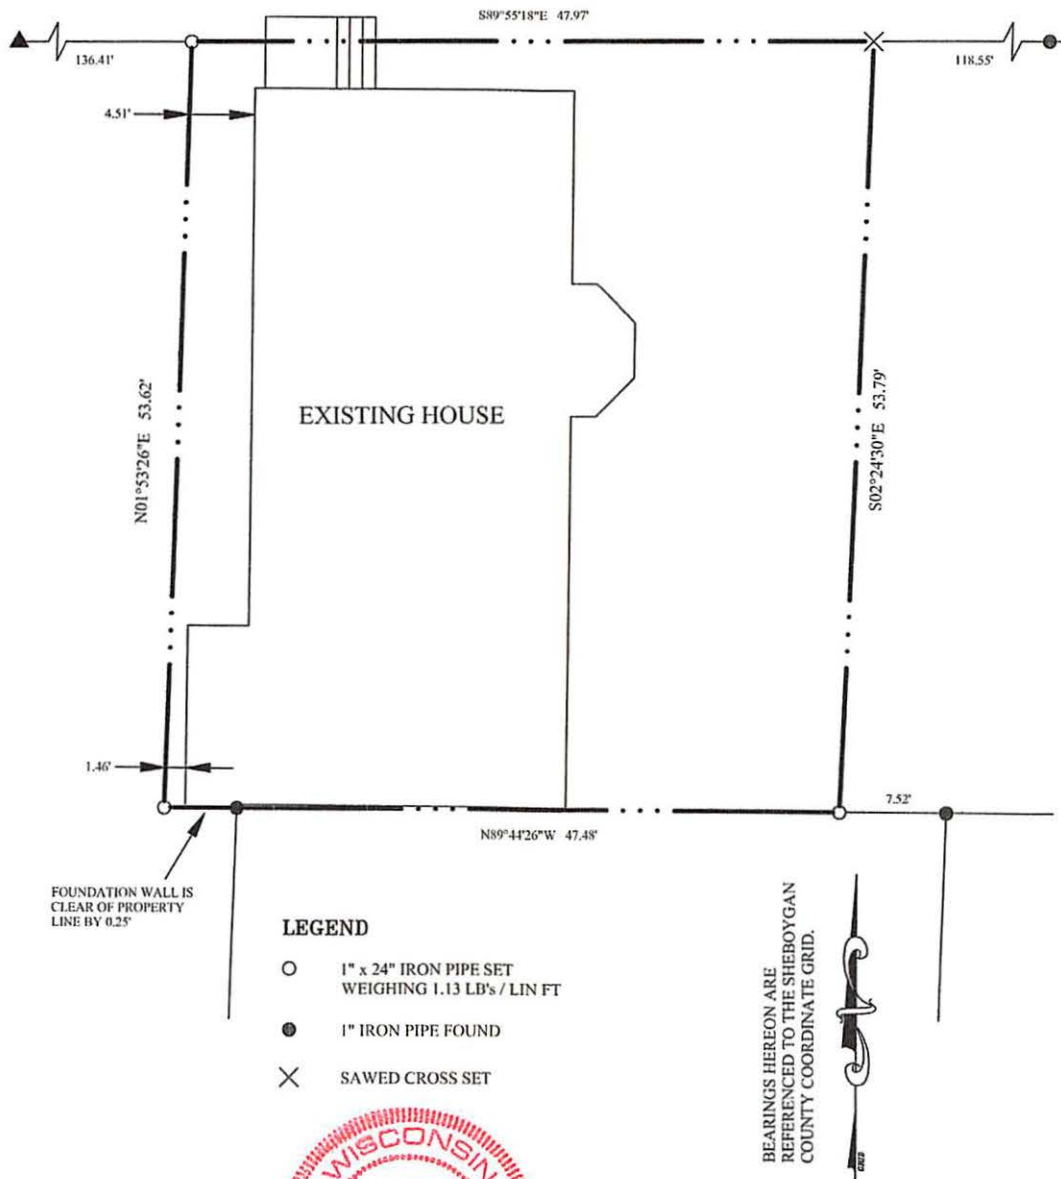 S89°55'18"E 47.97'
136.41'
118.55'
4.51'
N01°53'26"E 53.62'
EXISTING HOUSE
S02°24'30"E 53.79'
1.46'
7.52'
N89°44'26"W 47.48'
FOUNDATION WALL IS
CLEAR OF PROPERTY
LINE BY 0.25'
LEGEND
1" x 24" IRON PIPE SET
WEIGHING 1.13 LB's / LIN FT
1" IRON PIPE FOUND
SAWED CROSS SET
BEARINGS HEREON ARE
REFERENCED TO THE SHEBOYGAN
COUNTY COORDINATE GRID.
GRID
WISCONSIN